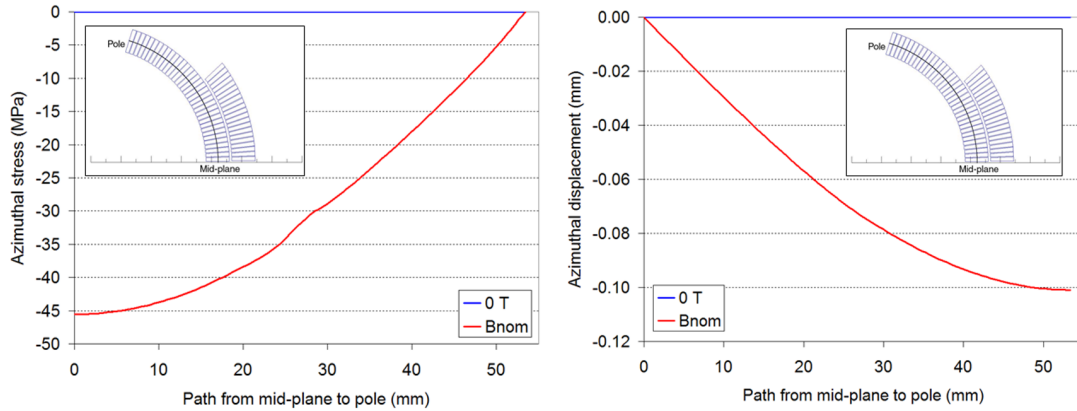 Azimuthal stress (MPa)
0
-5
-10
-15
-20
-25
-30
-35
-40
-45
-50
Pole
Mid-plane
0 T
Bnom
0 10 20 30 40 50
Path from mid-plane to pole (mm)
Azimuthal displacement (mm)
0.00
-0.02
-0.04
-0.06
-0.08
-0.10
-0.12
Pole
Mid-plane
0 T
Bnom
0 10 20 30 40 50
Path from mid-plane to pole (mm)